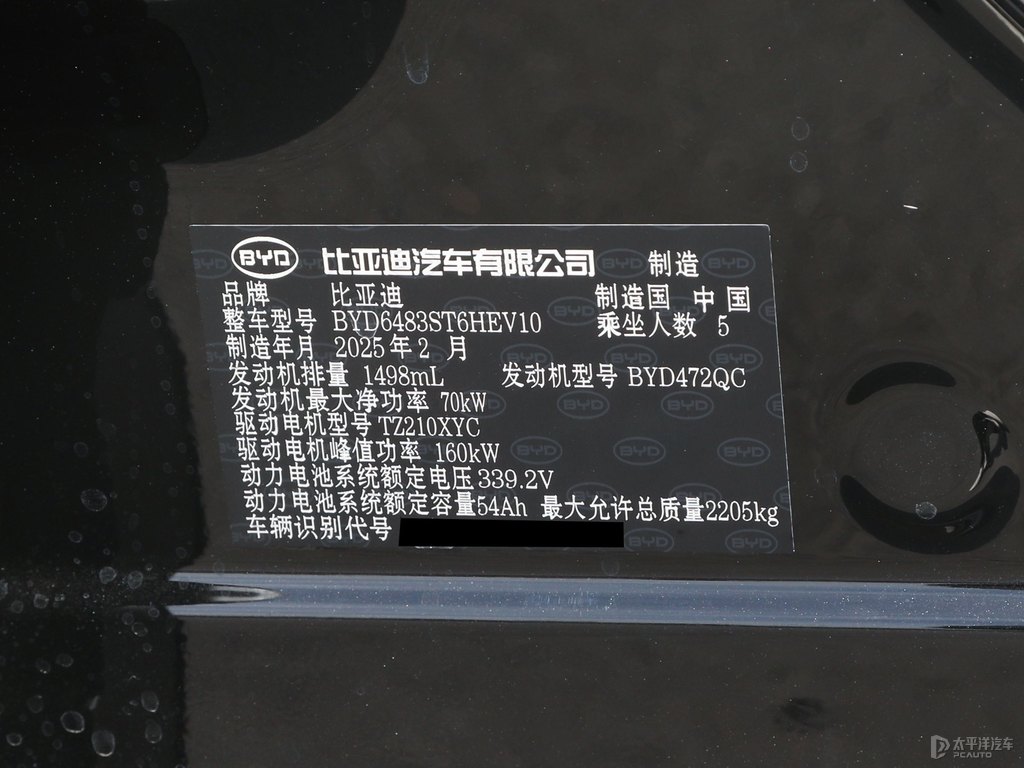 BYD 比亚迪汽车有限公司 制造
品牌 比亚迪 制造国 中国
整车型号 BYD6483ST6HEV10 乘坐人数 5
制造年月 2025年2月
发动机排量 1498mL 发动机型号 BYD472QC
发动机最大净功率 70kW
驱动电机型号 TZ210XYC
驱动电机峰值功率 160kW
动力电池系统额定电压 339.2V
动力电池系统额定容量 54Ah 最大允许总质量 2205kg
车辆识别代号
太平洋汽车
PCAUTO